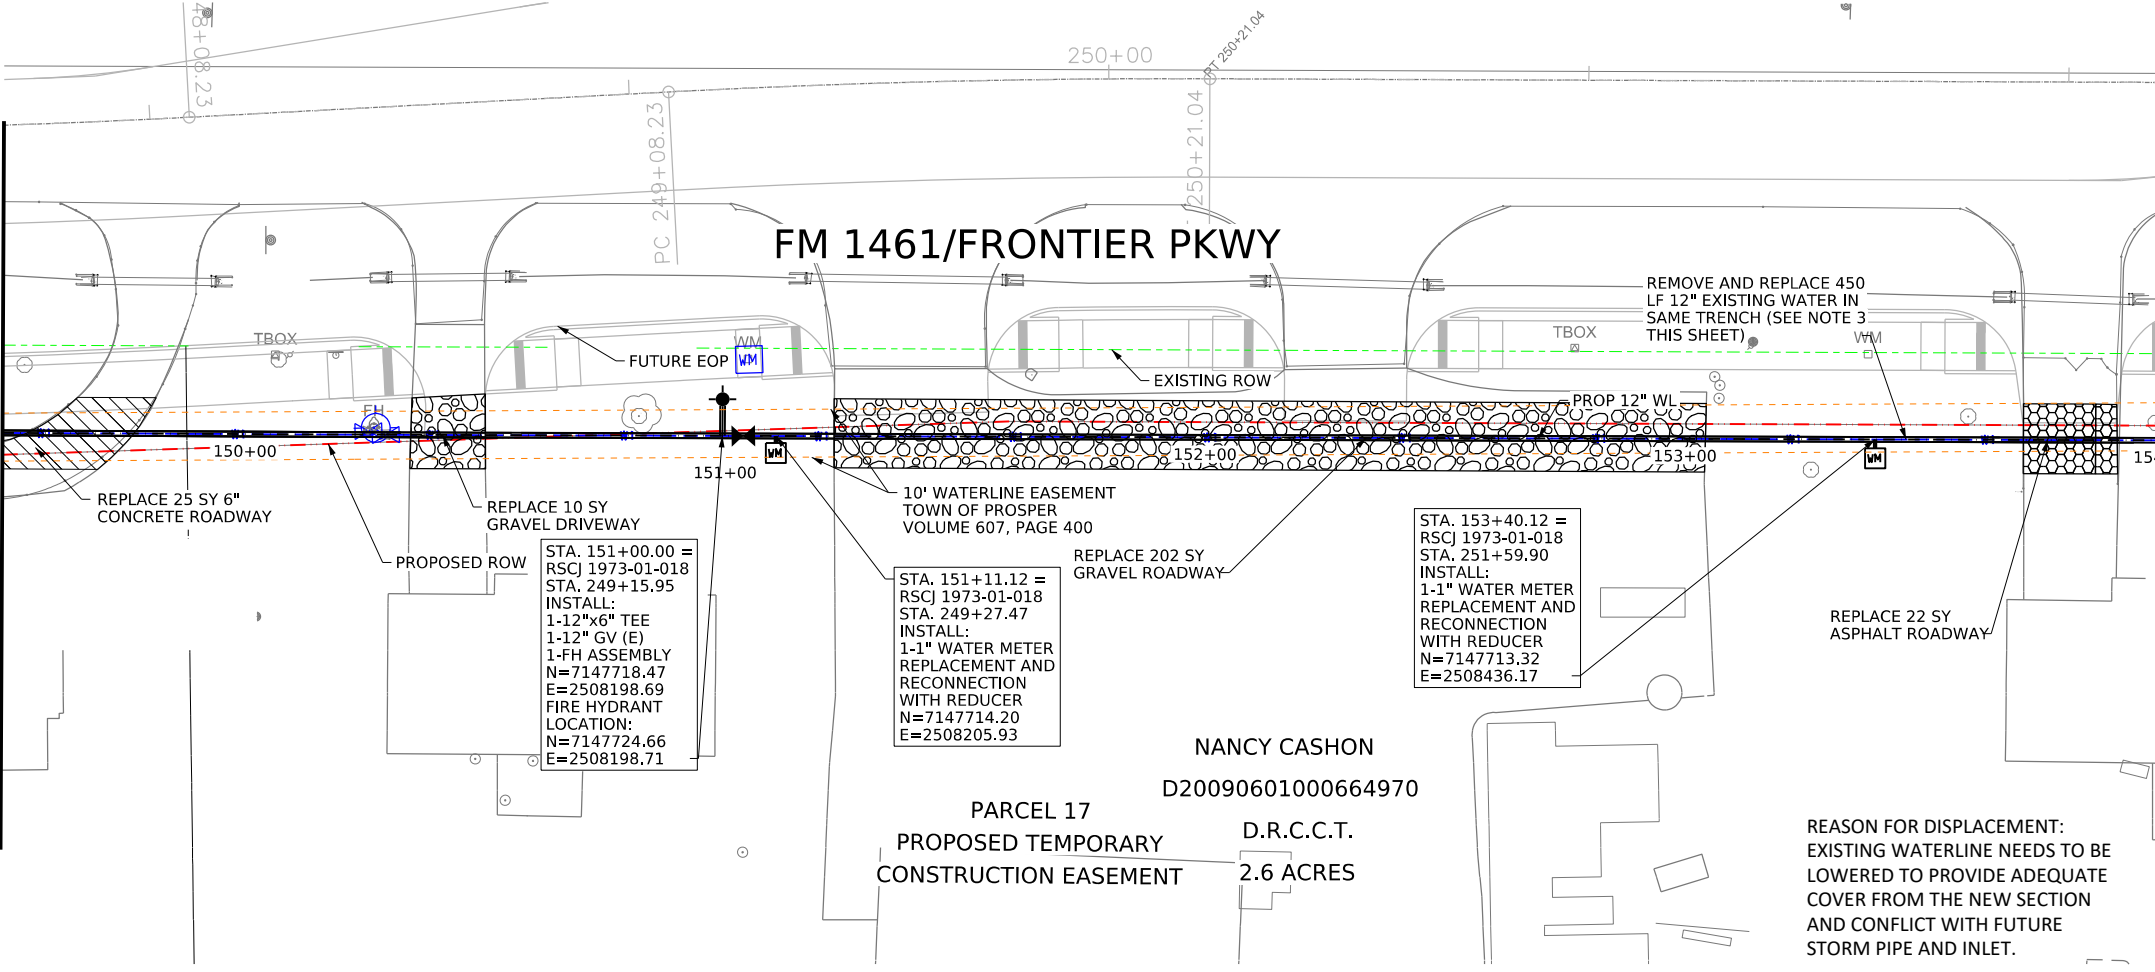 48+08.23
PC 249+08.23
250+00
PT 250+21.04
250+21.04
FM 1461/FRONTIER PKWY
TBOX
WM
WM
FUTURE EOP
EXISTING ROW
REMOVE AND REPLACE 450
LF 12" EXISTING WATER IN
SAME TRENCH (SEE NOTE 3
THIS SHEET)
TBOX
WM
FH
PROP 12" WL
150+00
151+00
WM
152+00
153+00
WM
154
REPLACE 25 SY 6"
CONCRETE ROADWAY
REPLACE 10 SY
GRAVEL DRIVEWAY
PROPOSED ROW
10' WATERLINE EASEMENT
TOWN OF PROSPER
VOLUME 607, PAGE 400
REPLACE 202 SY
GRAVEL ROADWAY
REPLACE 22 SY
ASPHALT ROADWAY
STA. 151+00.00 =
RSCJ 1973-01-018
STA. 249+15.95
INSTALL:
1-12"x6" TEE
1-12" GV (E)
1-FH ASSEMBLY
N=7147718.47
E=2508198.69
FIRE HYDRANT
LOCATION:
N=7147724.66
E=2508198.71
STA. 151+11.12 =
RSCJ 1973-01-018
STA. 249+27.47
INSTALL:
1-1" WATER METER
REPLACEMENT AND
RECONNECTION
WITH REDUCER
N=7147714.20
E=2508205.93
STA. 153+40.12 =
RSCJ 1973-01-018
STA. 251+59.90
INSTALL:
1-1" WATER METER
REPLACEMENT AND
RECONNECTION
WITH REDUCER
N=7147713.32
E=2508436.17
NANCY CASHON
D20090601000664970
D.R.C.C.T.
2.6 ACRES
PARCEL 17
PROPOSED TEMPORARY
CONSTRUCTION EASEMENT
REASON FOR DISPLACEMENT:
EXISTING WATERLINE NEEDS TO BE
LOWERED TO PROVIDE ADEQUATE
COVER FROM THE NEW SECTION
AND CONFLICT WITH FUTURE
STORM PIPE AND INLET.